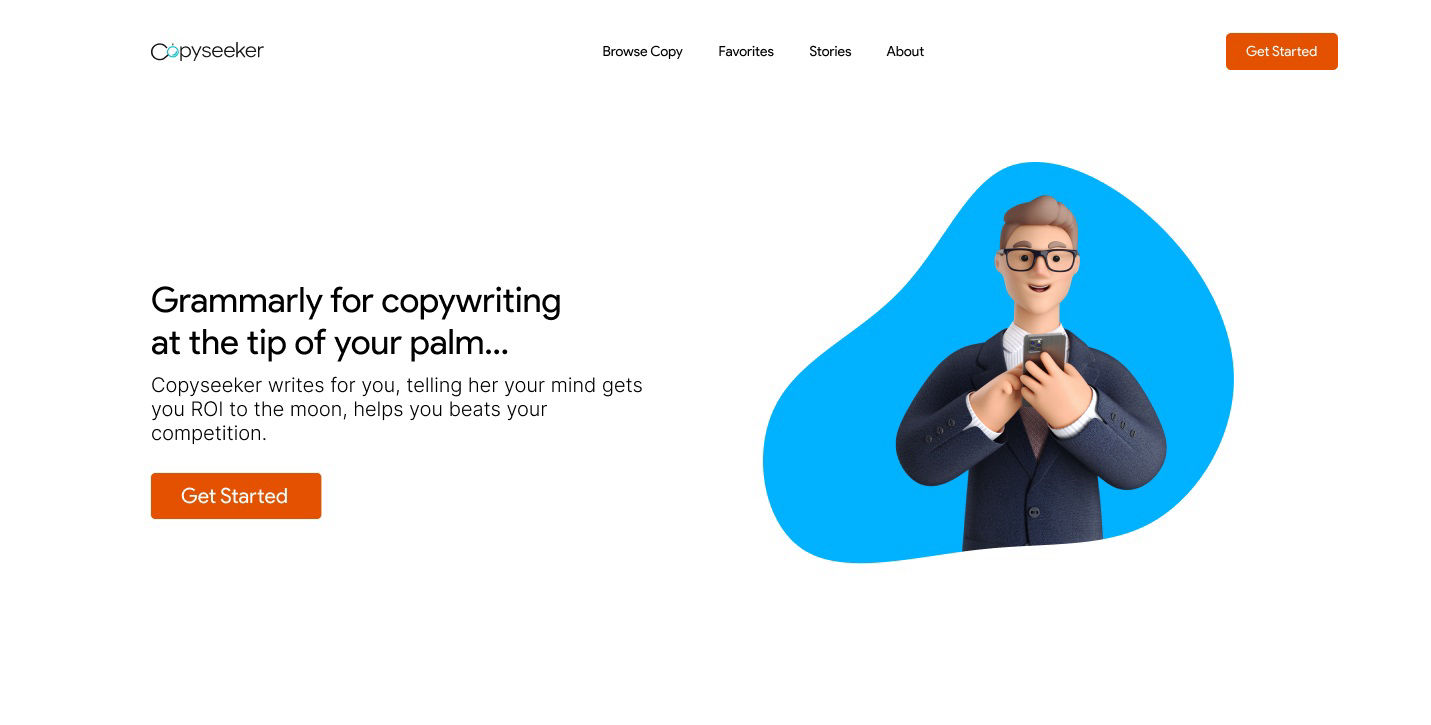 Copyseeker
Browse Copy
Favorites
Stories
About
Get Started
Grammarly for copywriting
at the tip of your palm...
Copyseeker writes for you, telling her your mind gets
you ROI to the moon, helps you beats your
competition.
Get Started